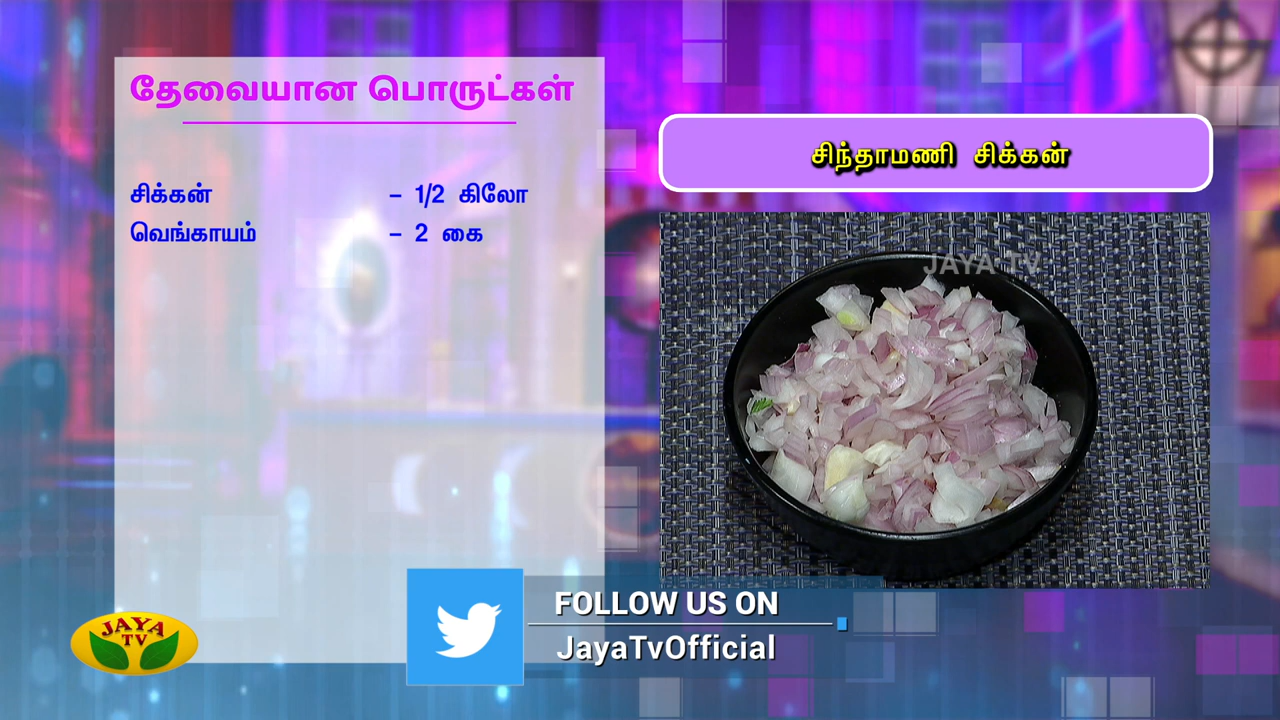 தேவையான பொருட்கள்
சிக்கன் - 1/2 கிலோ
வெங்காயம் - 2 கை
சிந்தாமணி சிக்கன்
JAYA TV
JAYA
TV
FOLLOW US ON
JayaTvOfficial